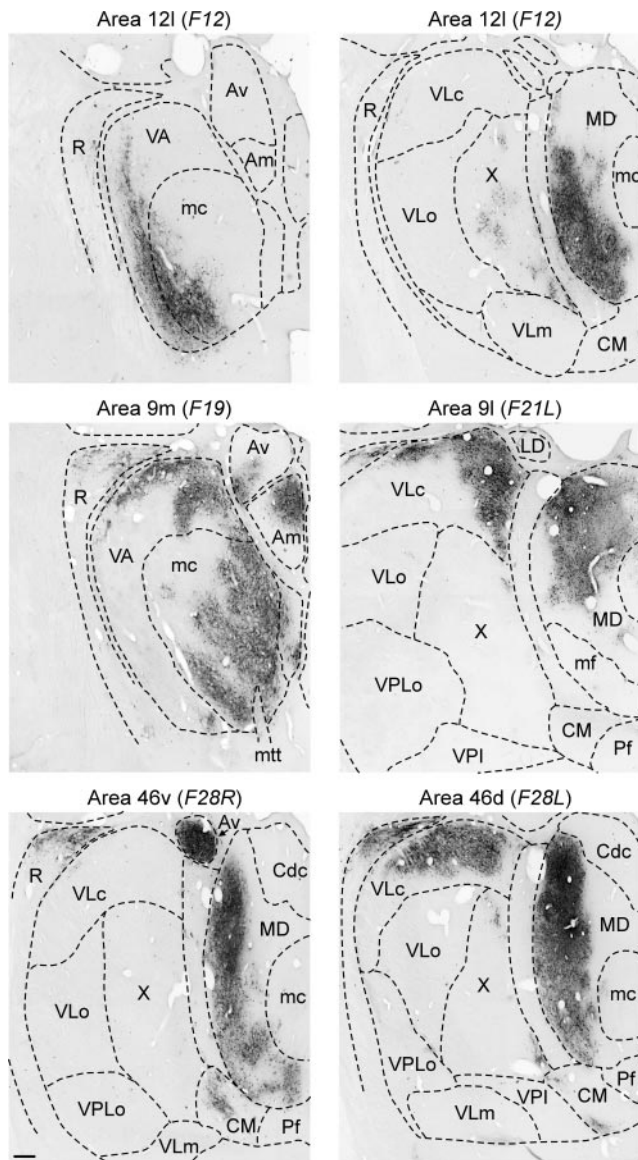 Area 12l (F12)
Area 12l (F12)
R
VA
Av
Am
mc
R
VLc
MD
mc
X
VLo
VLm
CM
Area 9m (F19)
Area 9l (F21L)
R
Av
Am
VA
mc
mtt
LD
VLc
VLo
X
MD
mf
VPLo
CM
VPI
Pf
Area 46v (F28R)
Area 46d (F28L)
Av
R
Cdc
VLc
MD
X
mc
VLo
VPLo
CM
Pf
VLm
Cdc
VLc
MD
VLo
X
mc
VPLo
Pf
CM
VPI
VLm